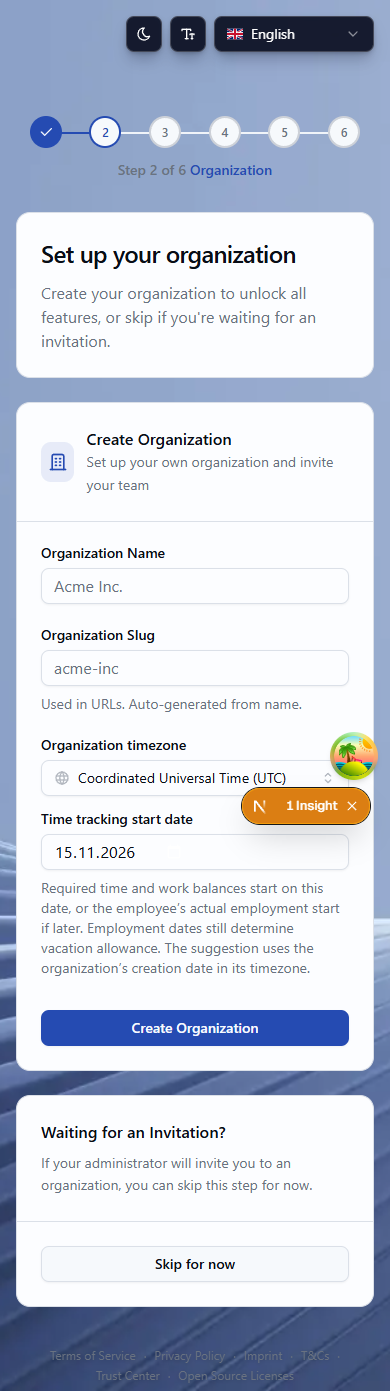 English
2
3
4
5
6
Step 2 of 6 Organization
Set up your organization
Create your organization to unlock all
features, or skip if you're waiting for an
invitation.
Create Organization
Set up your own organization and invite
your team
Organization Name
Acme Inc.
Organization Slug
acme-inc
Used in URLs. Auto-generated from name.
Organization timezone
Coordinated Universal Time (UTC)
1 Insight
Time tracking start date
15.11.2026
Required time and work balances start on this
date, or the employee's actual employment start
if later. Employment dates still determine
vacation allowance. The suggestion uses the
organization's creation date in its timezone.
Create Organization
Waiting for an Invitation?
If your administrator will invite you to an
organization, you can skip this step for now.
Skip for now
Terms of Service · Privacy Policy · Imprint · T&Cs ·
Trust Center · Open Source Licenses